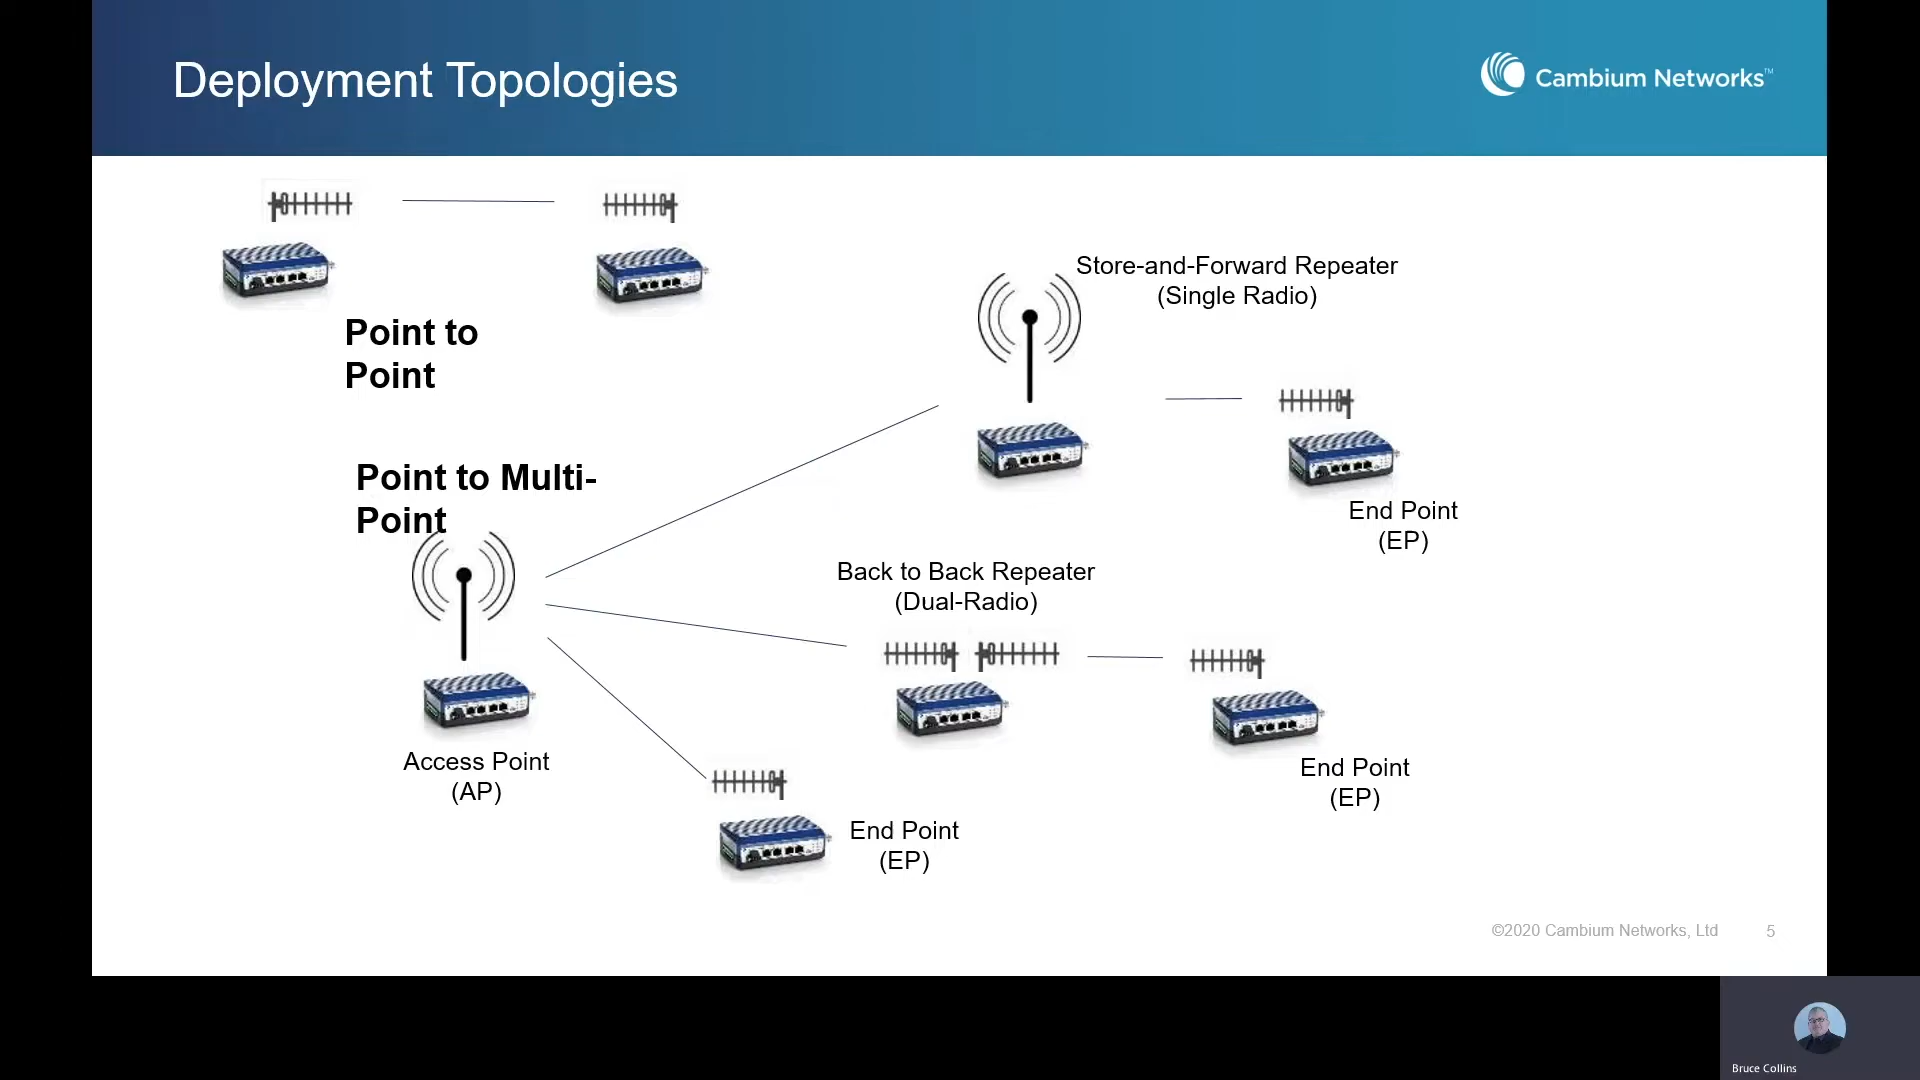 Deployment Topologies
Cambium Networks™
Point to
Point
Store-and-Forward Repeater
(Single Radio)
Point to Multi-
Point
End Point
(EP)
Back to Back Repeater
(Dual-Radio)
Access Point
(AP)
End Point
(EP)
End Point
(EP)
©2020 Cambium Networks, Ltd
5
Bruce Collins